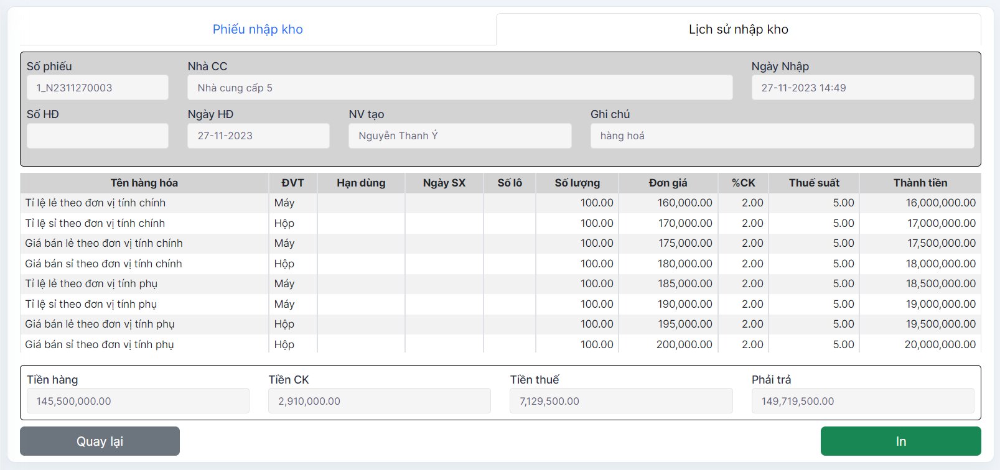 Phiếu nhập kho Lịch sử nhập kho
Số phiếu Nhà CC Ngày Nhập
1_N2311270003 Nhà cung cấp 5 27-11-2023 14:49
Số HĐ Ngày HĐ NV tạo Ghi chú
27-11-2023 Nguyễn Thanh Ý hàng hoá
Tên hàng hóa ĐVT Hạn dùng Ngày SX Số lô Số lượng Đơn giá %CK Thuế suất Thành tiền
Tỉ lệ lẻ theo đơn vị tính chính Máy 100.00 160,000.00 2.00 5.00 16,000,000.00
Tỉ lệ sỉ theo đơn vị tính chính Hộp 100.00 170,000.00 2.00 5.00 17,000,000.00
Giá bán lẻ theo đơn vị tính chính Máy 100.00 175,000.00 2.00 5.00 17,500,000.00
Giá bán sỉ theo đơn vị tính chính Hộp 100.00 180,000.00 2.00 5.00 18,000,000.00
Tỉ lệ lẻ theo đơn vị tính phụ Máy 100.00 185,000.00 2.00 5.00 18,500,000.00
Tỉ lệ sỉ theo đơn vị tính phụ Máy 100.00 190,000.00 2.00 5.00 19,000,000.00
Giá bán lẻ theo đơn vị tính phụ Hộp 100.00 195,000.00 2.00 5.00 19,500,000.00
Giá bán sỉ theo đơn vị tính phụ Hộp 100.00 200,000.00 2.00 5.00 20,000,000.00
Tiền hàng Tiền CK Tiền thuế Phải trả
145,500,000.00 2,910,000.00 7,129,500.00 149,719,500.00
Quay lại In